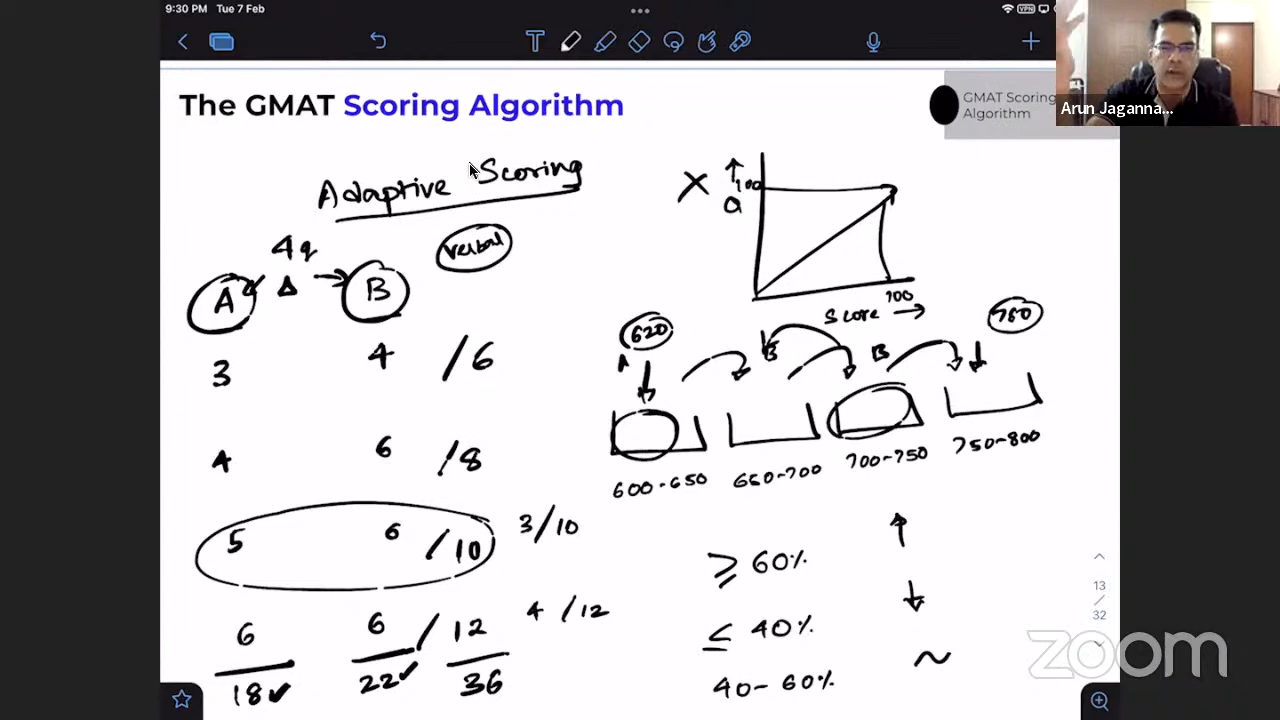 9:30 PM Tue 7 Feb
VPN
The GMAT Scoring Algorithm
GMAT Scoring
Algorithm
Arun Jaganna...
Adaptive Scoring
4q
A Δ B
Verbal
3 4 /6
4 6 /8
5 6 /10 3/10
6 6 /12 4/12
18 22 36
X
100
Q
100
Score
620
760
A
B
B
600-650
650-700
700-750
750-800
≥ 60%
≤ 40%
40-60% ~
13
/
32
zoom